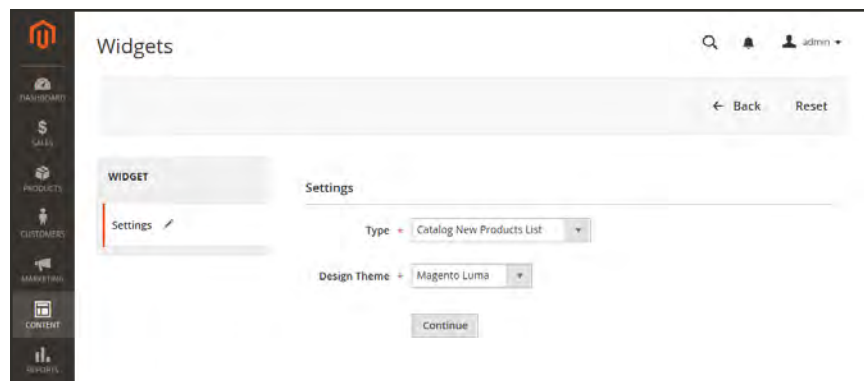 Widgets
admin
DASHBOARD
← Back Reset
$
SALES
PRODUCTS
WIDGET
Settings
Settings
CUSTOMERS
Type * Catalog New Products List
MARKETING
Design Theme * Magento Luma
CONTENT
Continue
REPORTS